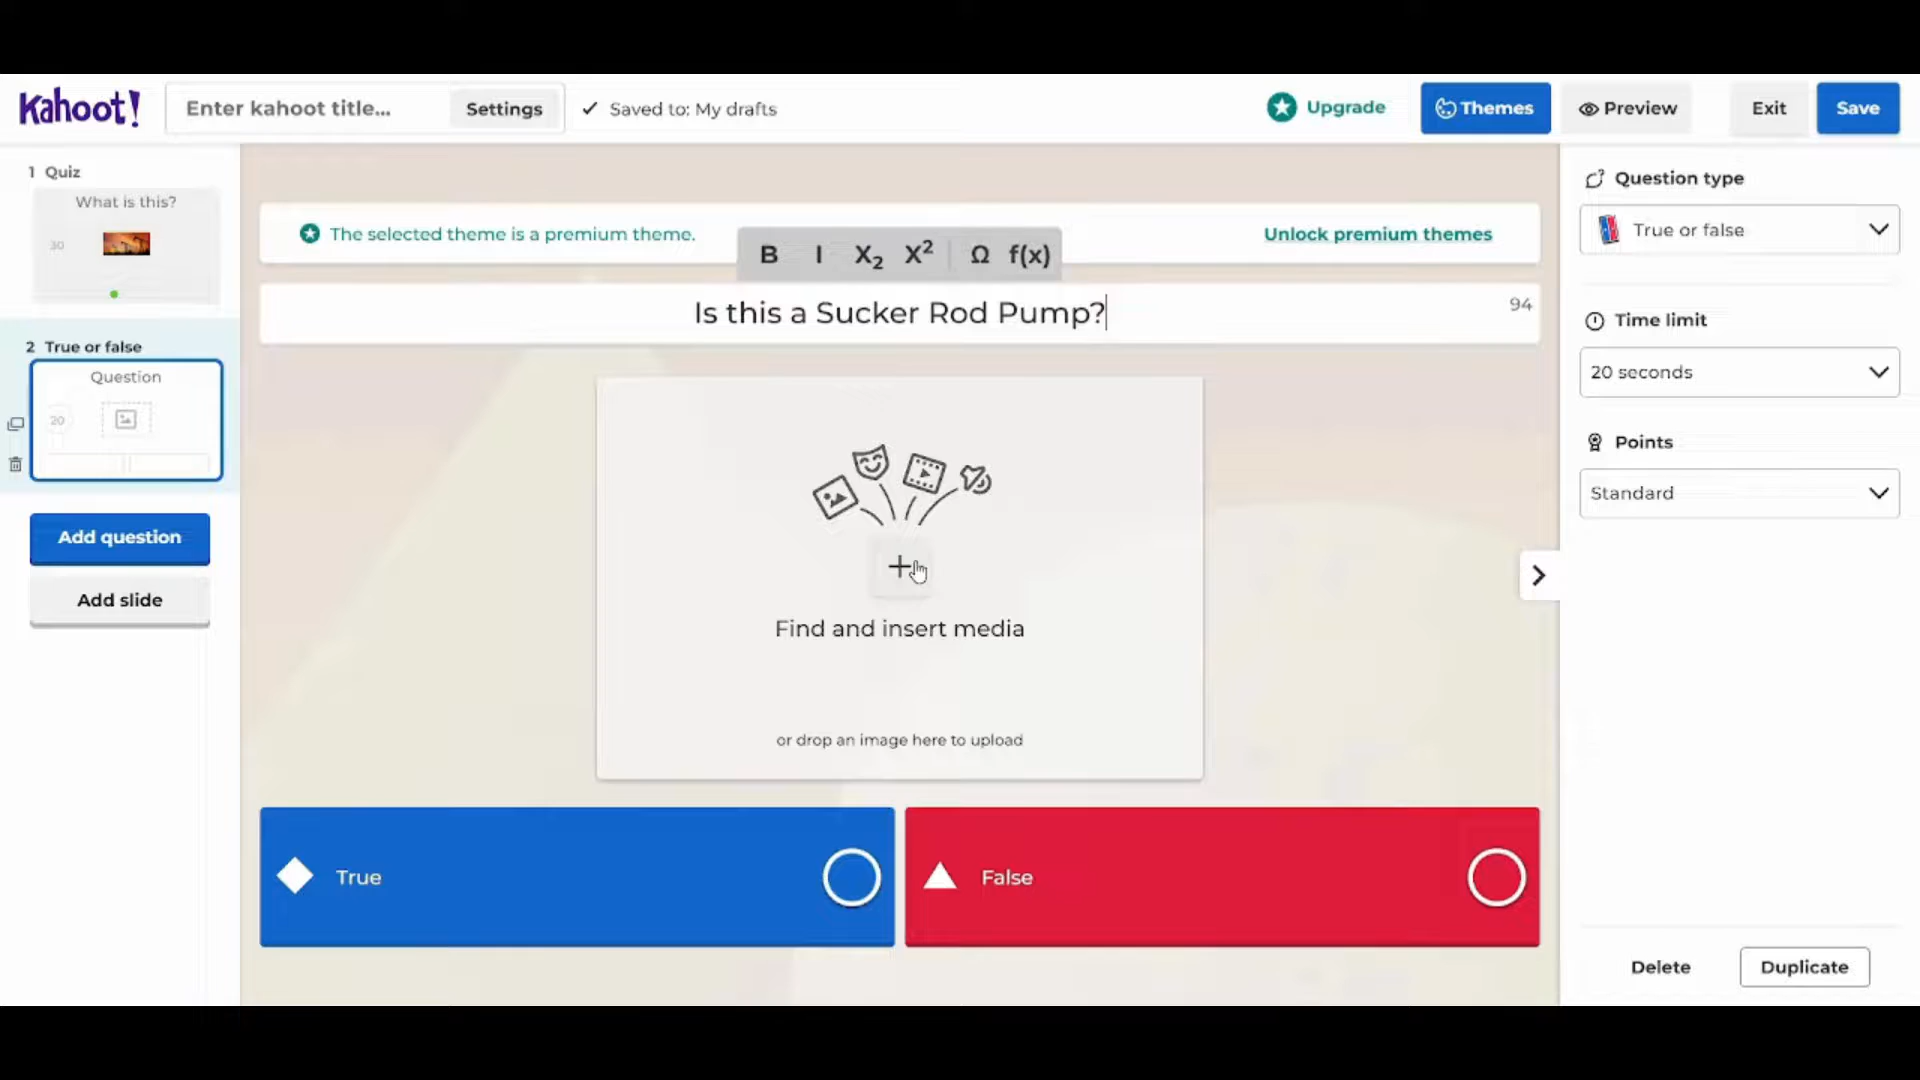 Kahoot!
Enter kahoot title...
Settings
Saved to: My drafts
Upgrade
Themes
Preview
Exit
Save
1 Quiz
What is this?
30
2 True or false
Question
20
Add question
Add slide
The selected theme is a premium theme.
Unlock premium themes
B I X₂ X² Ω f(x)
Is this a Sucker Rod Pump?
94
Find and insert media
or drop an image here to upload
True
False
Question type
True or false
Time limit
20 seconds
Points
Standard
Delete
Duplicate